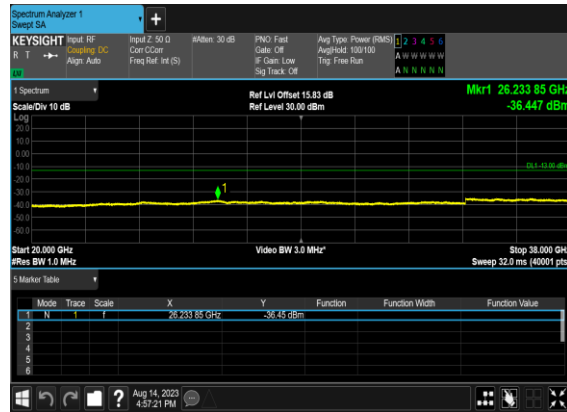 Spectrum Analyzer 1
Swept SA
KEYSIGHT Input: RF Input Z: 50 Ω #Atten: 30 dB PNO: Fast Avg Type: Power (RMS) 1 2 3 4 5 6
R T Coupling: DC Corr CCorr Gate: Off Avg|Hold: 100/100 A W W W W W
Align: Auto Freq Ref: Int (S) IF Gain: Low Trig: Free Run
Sig Track: Off A N N N N N
1 Spectrum Ref Lvl Offset 15.83 dB Mkr1 26.233 85 GHz
Scale/Div 10 dB Ref Level 30.00 dBm -36.447 dBm
Log
20.0
10.0
0.00
-10.0 DL1 -13.00 dBm
-20.0
-30.0 1
-40.0
-50.0
-60.0
Start 20.000 GHz Video BW 3.0 MHz* Stop 38.000 GHz
#Res BW 1.0 MHz Sweep 32.0 ms (40001 pts)
5 Marker Table
Mode Trace Scale X Y Function Function Width Function Value
1 N 1 f 26.233 85 GHz -36.45 dBm
2
3
4
5
6
? Aug 14, 2023
4:57:21 PM